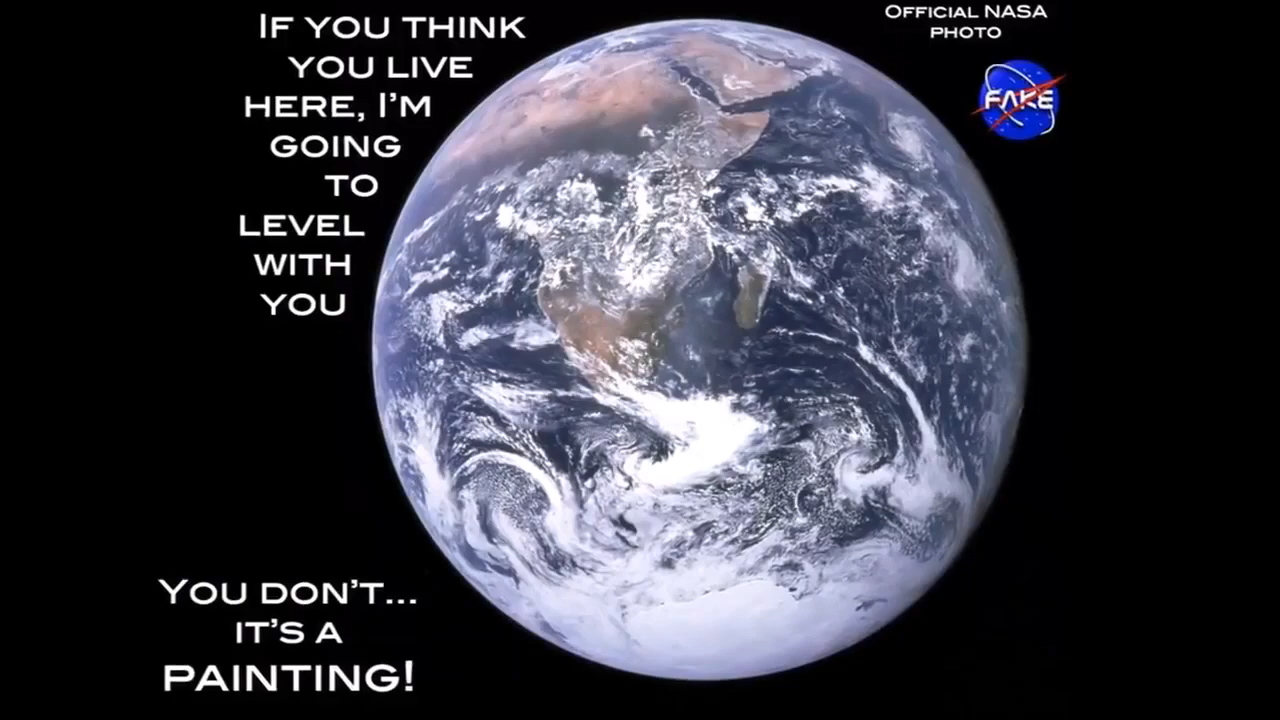 If you think
you live
here, I'm
going
to
level
with
you
Official NASA
photo
FAKE
You don't...
it's a
PAINTING!